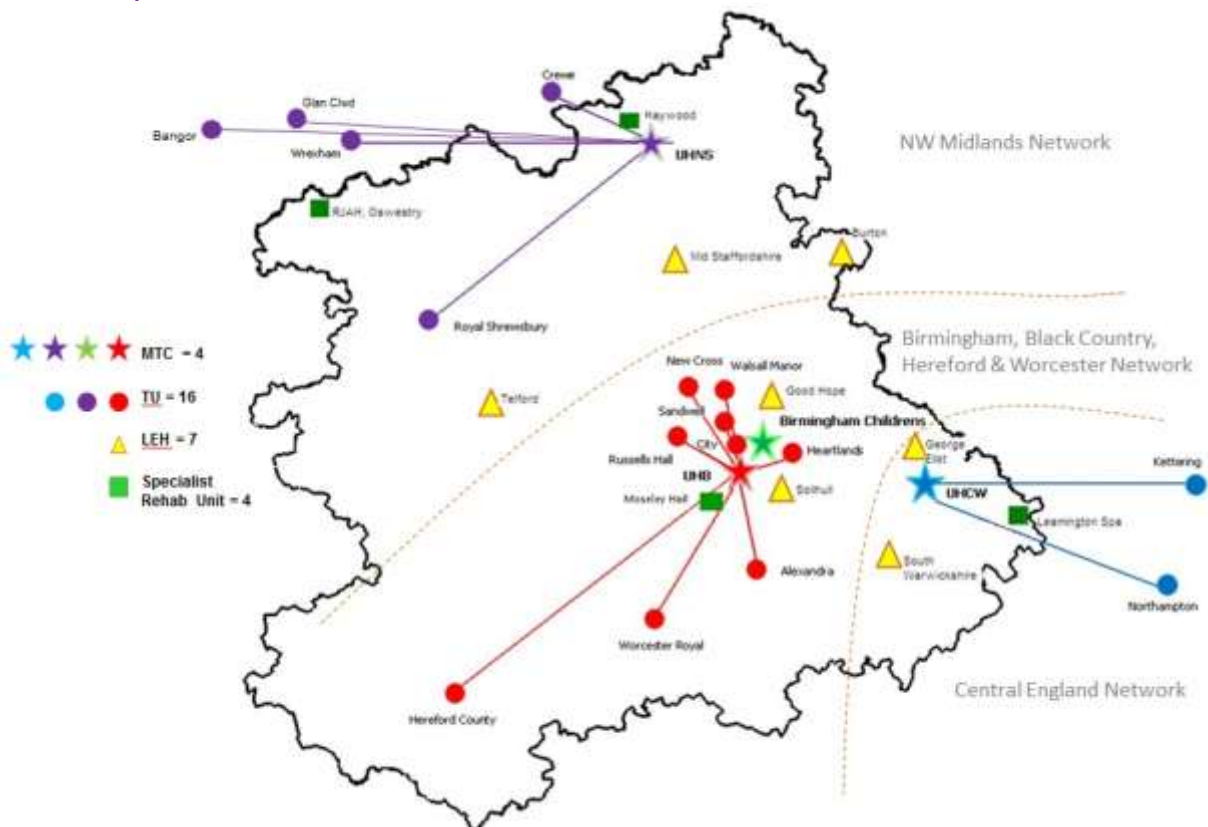 Crewe
Glan Clwd
Haywood
Bangor
Wrexham
UHNS
NW Midlands Network
RJAH, Oswestry
Burton
Mid Staffordshire
Royal Shrewsbury
Birmingham, Black Country,
Hereford & Worcester Network
MTC = 4
TU = 16
LEH = 7
Specialist
Rehab Unit = 4
New Cross
Walsall Manor
Good Hope
Telford
Sandwell
Birmingham Childrens
City
Heartlands
Russells Hall
George
Eliot
Kettering
UHB
Solihull
UHCW
Moseley Hall
Leamington Spa
South
Warwickshire
Alexandra
Northampton
Worcester Royal
Central England Network
Hereford County